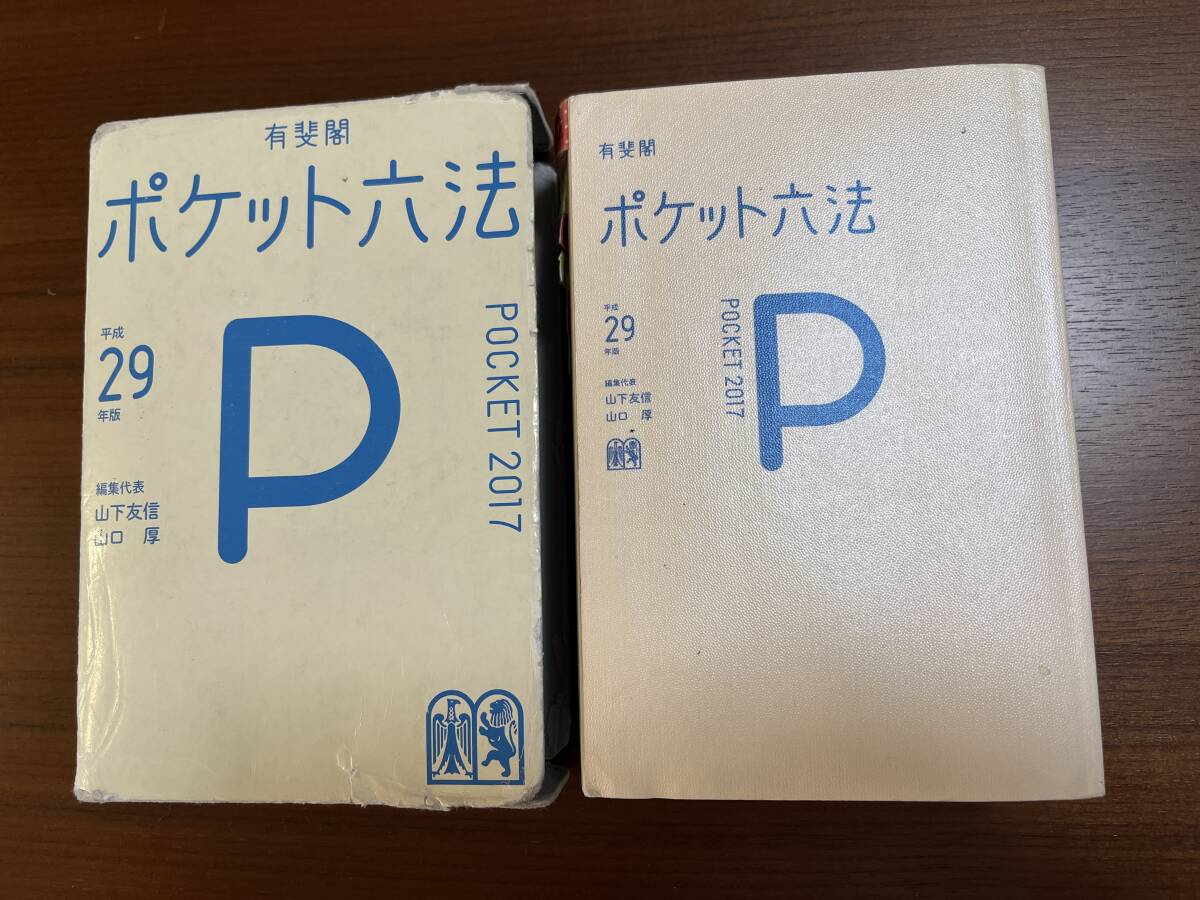 有斐閣
ポケット六法
平成
29
年版
POCKET 2017
編集代表
山下友信
山口 厚
有斐閣
ポケット六法
平成
29
年版
POCKET 2017
編集代表
山下友信
山口 厚
P
P